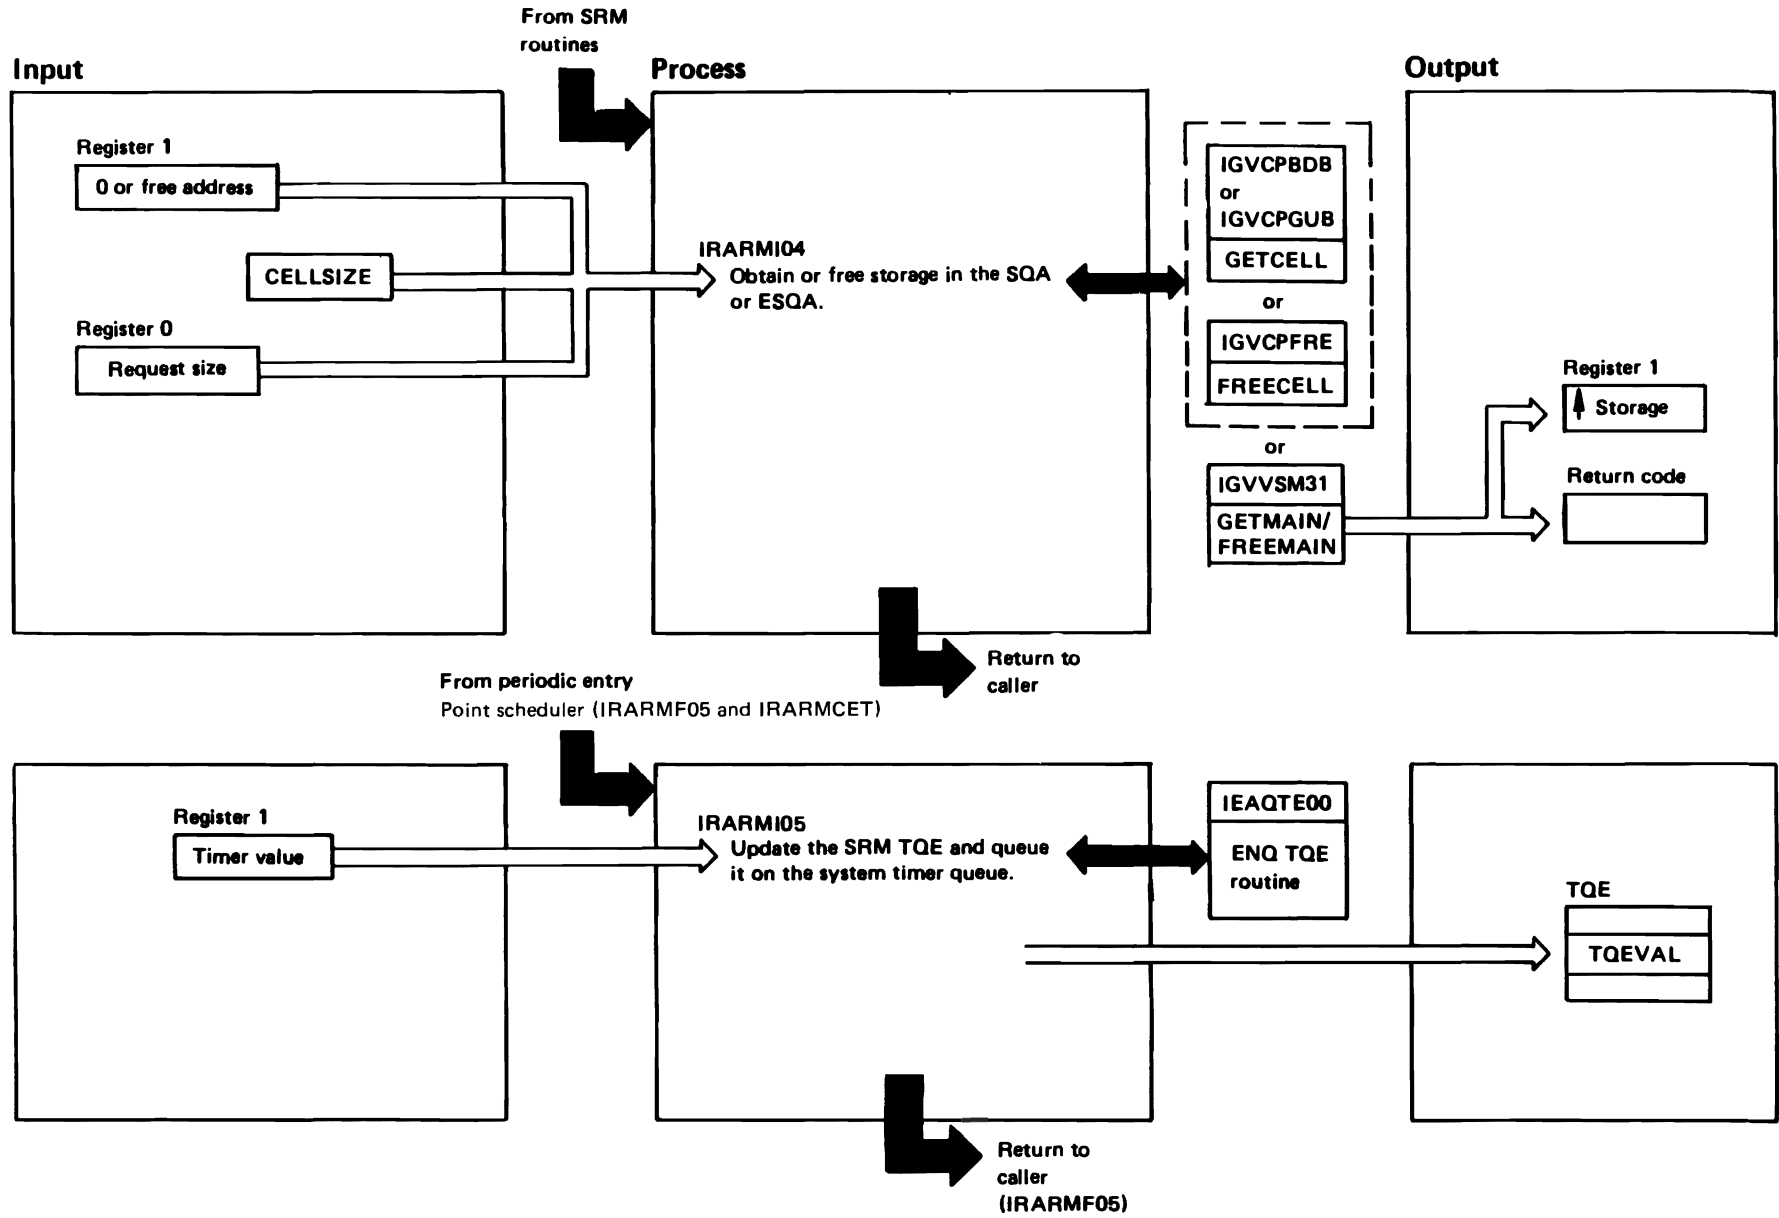 From SRM
routines
Input
Process
Output
Register 1
0 or free address
CELLSIZE
Register 0
Request size
IRARMI04
Obtain or free storage in the SQA
or ESQA.
IGVCPBDB
or
IGVCPGUB
GETCELL
or
IGVCPFRE
FREECELL
or
IGVVSM31
GETMAIN/
FREEMAIN
Register 1
Storage
Return code
Return to
caller
From periodic entry
Point scheduler (IRARMF05 and IRARMCET)
Register 1
Timer value
IRARMI05
Update the SRM TQE and queue
it on the system timer queue.
IEAQTE00
ENQ TQE
routine
TQE
TQEVAL
Return to
caller
(IRARMF05)